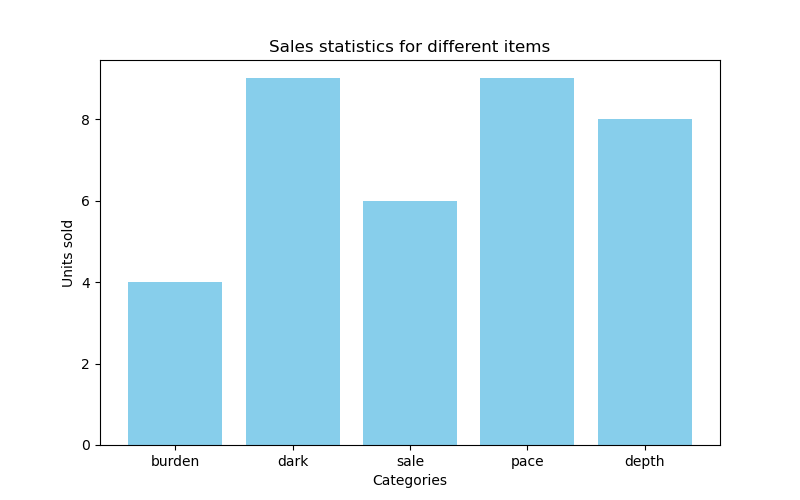 Sales statistics for different items
Units sold
8
6
4
2
0
burden dark sale pace depth
Categories